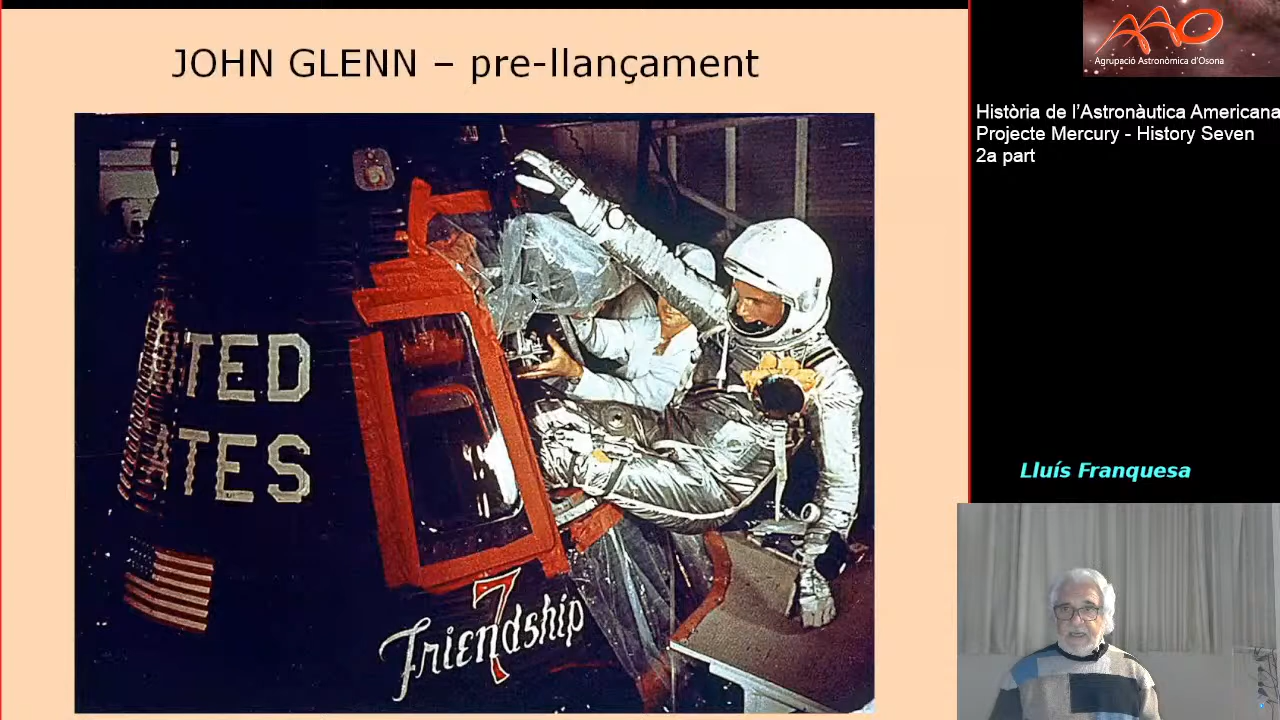 JOHN GLENN – pre-llançament
AAO
Agrupació Astronòmica d'Osona
Història de l'Astronàutica Americana
Projecte Mercury - History Seven
2a part
TED
TES
Friendship
7
Lluís Franquesa